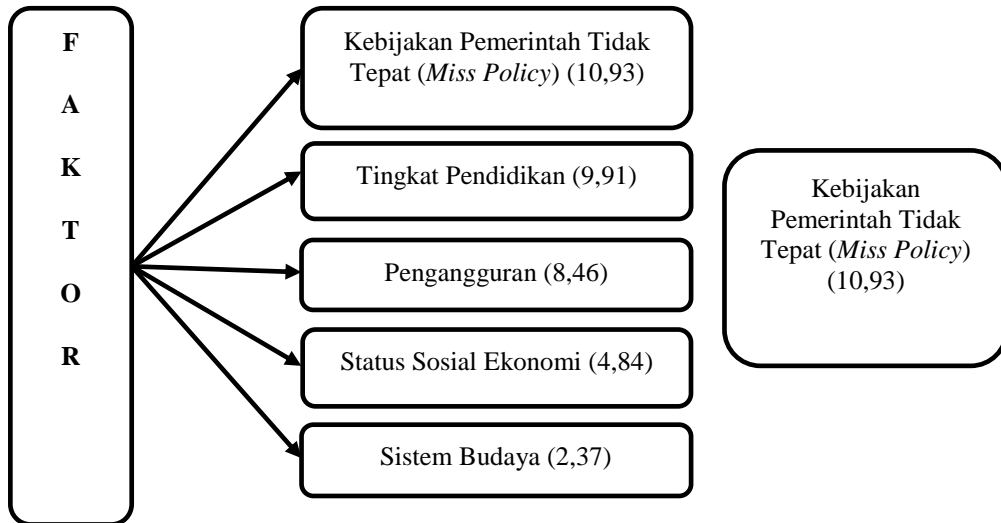 F
A
K
T
O
R
Kebijakan Pemerintah Tidak
Tepat (Miss Policy) (10,93)
Tingkat Pendidikan (9,91)
Pengangguran (8,46)
Status Sosial Ekonomi (4,84)
Sistem Budaya (2,37)
Kebijakan
Pemerintah Tidak
Tepat (Miss Policy)
(10,93)